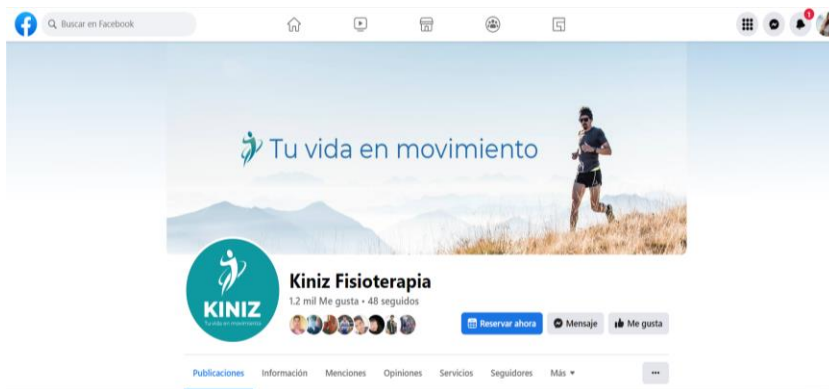 Buscar en Facebook
1
Tu vida en movimiento
KINIZ
Tu vida en movimiento
Kiniz Fisioterapia
1.2 mil Me gusta • 48 seguidos
Reservar ahora
Mensaje
Me gusta
Publicaciones Información Menciones Opiniones Servicios Seguidores Más